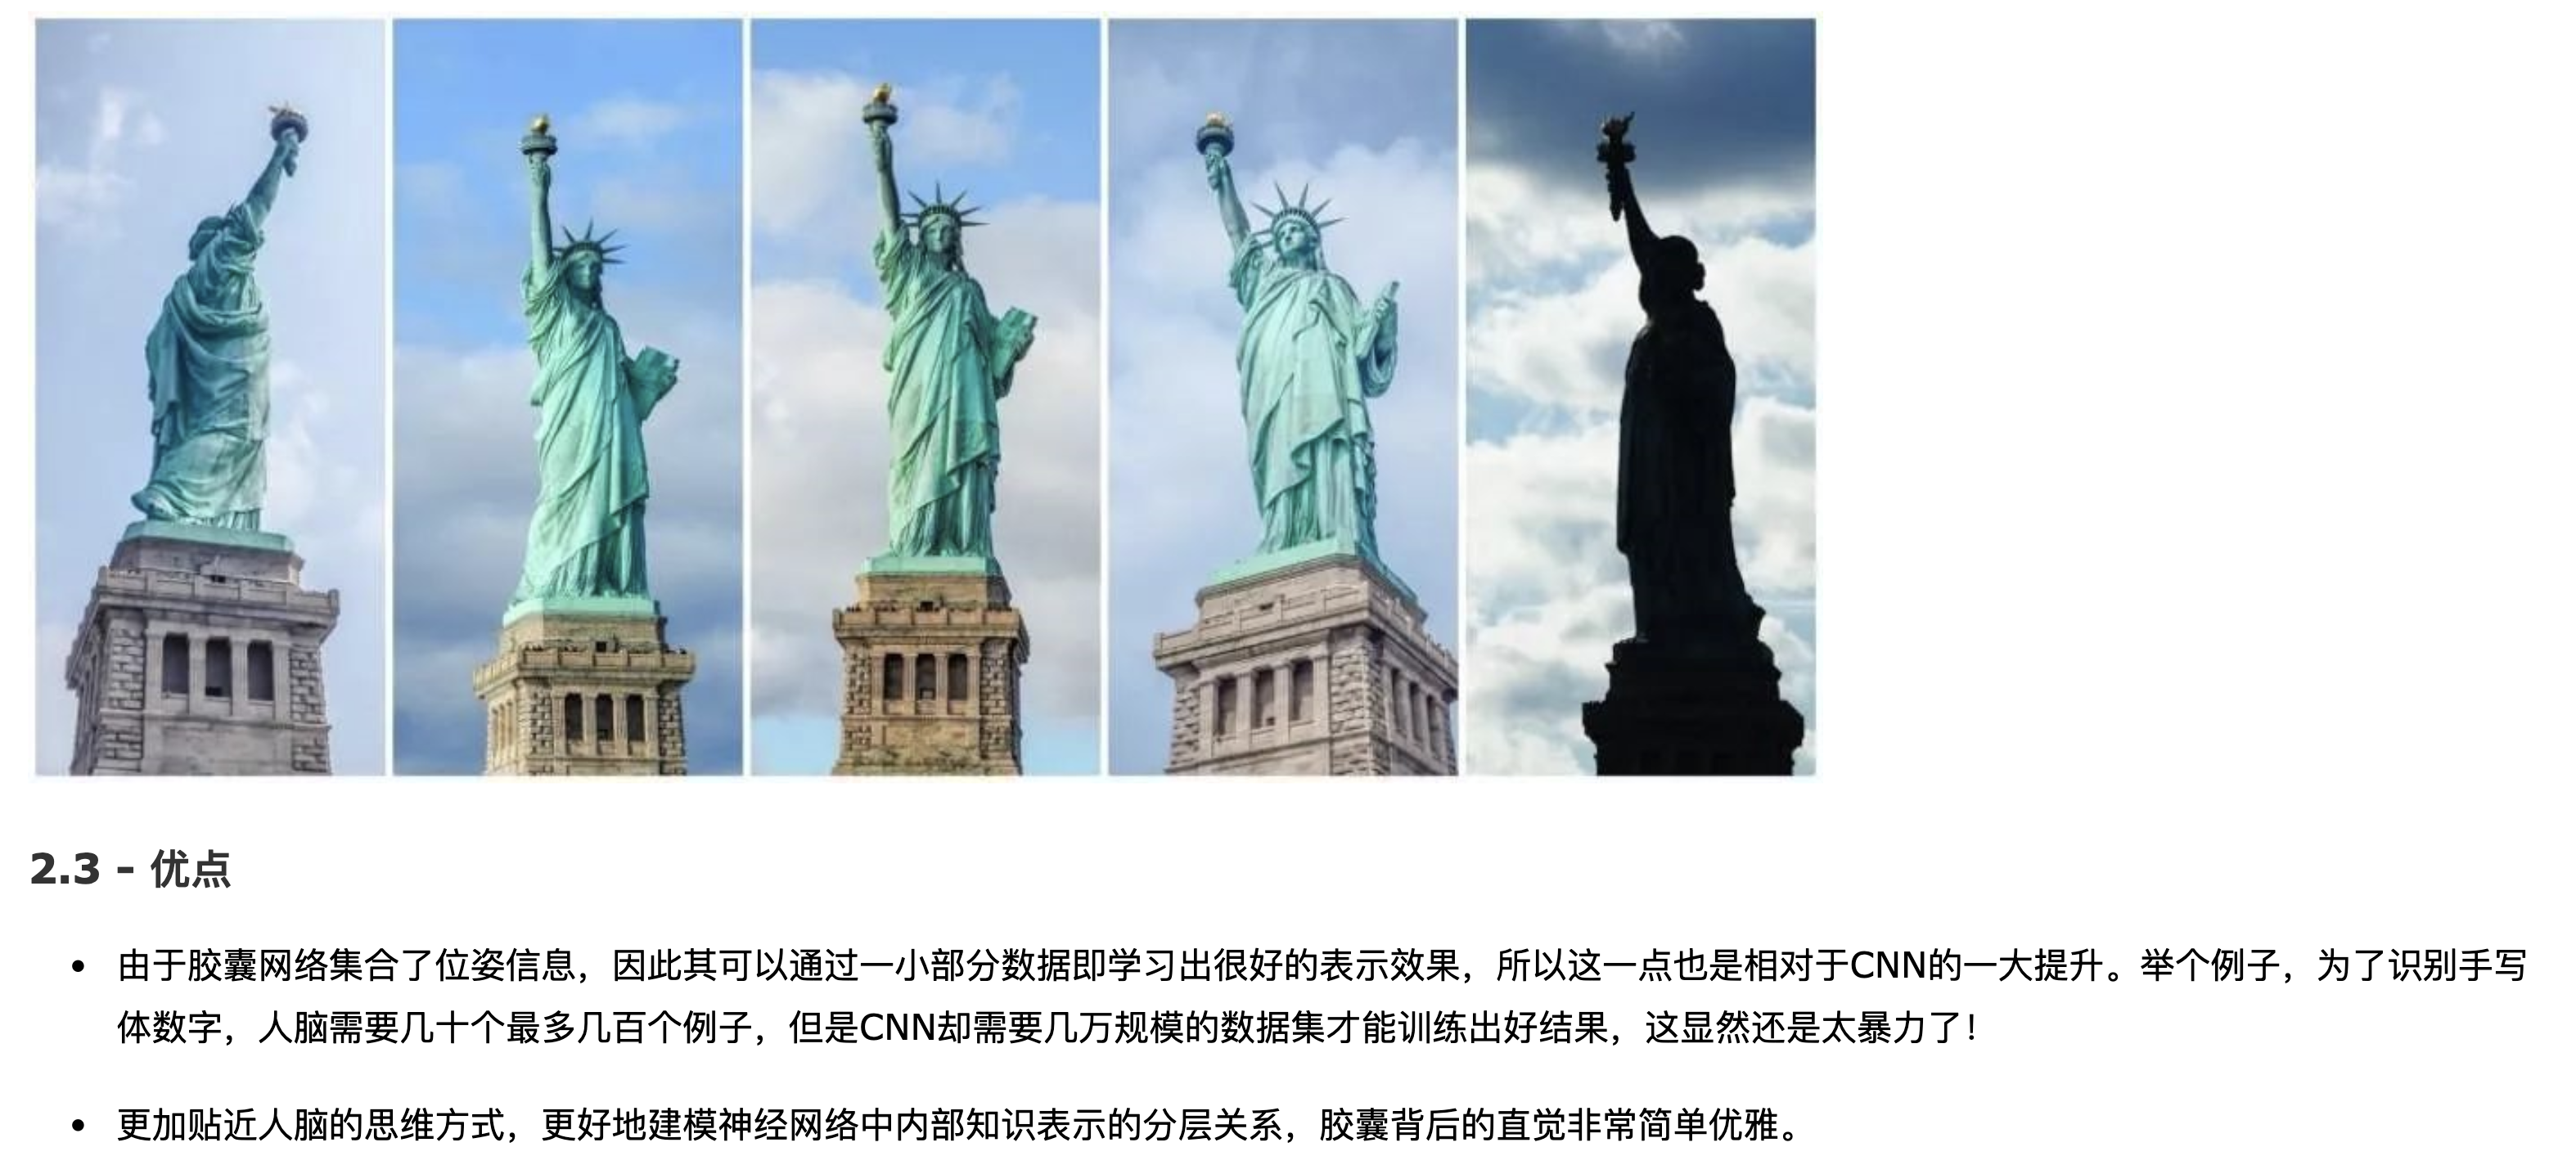 2.3 - 优点
• 由于胶囊网络集合了位姿信息，因此其可以通过一小部分数据即学习出很好的表示效果，所以这一点也是相对于CNN的一大提升。举个例子，为了识别手写
体数字，人脑需要几十个最多几百个例子，但是CNN却需要几万规模的数据集才能训练出好结果，这显然还是太暴力了！
• 更加贴近人脑的思维方式，更好地建模神经网络中内部知识表示的分层关系，胶囊背后的直觉非常简单优雅。